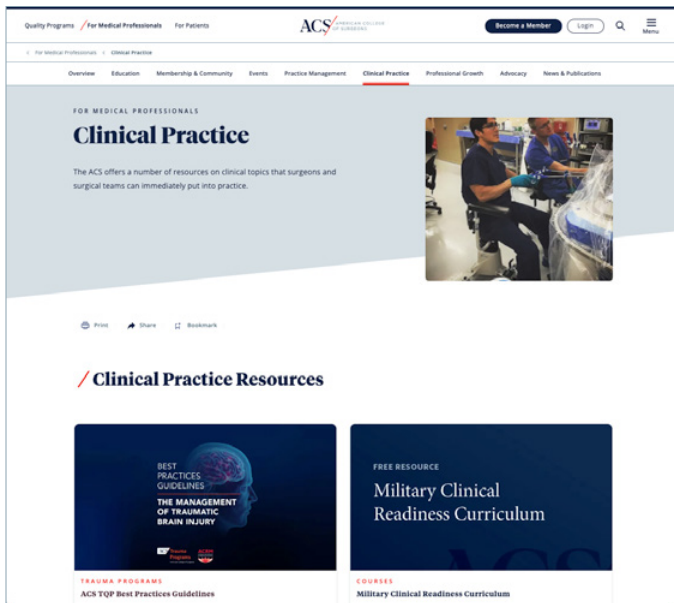 Quality Programs / For Medical Professionals For Patients
ACS / AMERICAN COLLEGE
OF SURGEONS
Become a Member Login Menu
< For Medical Professionals < Clinical Practice
Overview Education Membership & Community Events Practice Management Clinical Practice Professional Growth Advocacy News & Publications
FOR MEDICAL PROFESSIONALS
Clinical Practice
The ACS offers a number of resources on clinical topics that surgeons and
surgical teams can immediately put into practice.
Print Share Bookmark
/ Clinical Practice Resources
BEST
PRACTICES
GUIDELINES
THE MANAGEMENT
OF TRAUMATIC
BRAIN INJURY
ACS Trauma
Programs
TRAUMA PROGRAMS
ACS TQP Best Practices Guidelines
FREE RESOURCE
Military Clinical
Readiness Curriculum
ACS
COURSES
Military Clinical Readiness Curriculum